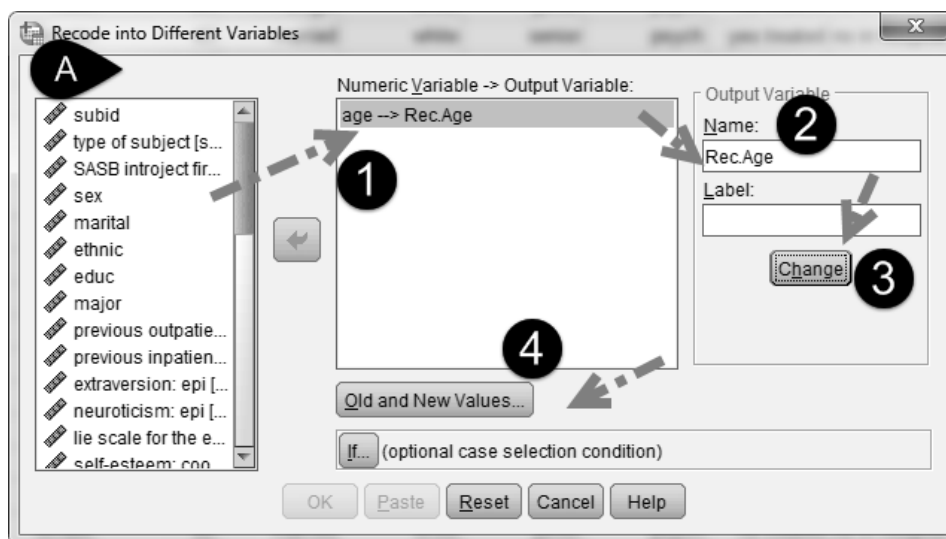 Recode into Different Variables
A
subid
type of subject [s...
SASB introject fir...
sex
marital
ethnic
educ
major
previous outpatie...
previous inpatien...
extraversion: epi [...
neuroticism: epi [...
lie scale for the e...
self-esteem: coo
Numeric Variable -> Output Variable:
age --> Rec.Age
1
Output Variable
2
Name:
Rec.Age
Label:
Change
3
4
Old and New Values...
If... (optional case selection condition)
OK Paste Reset Cancel Help